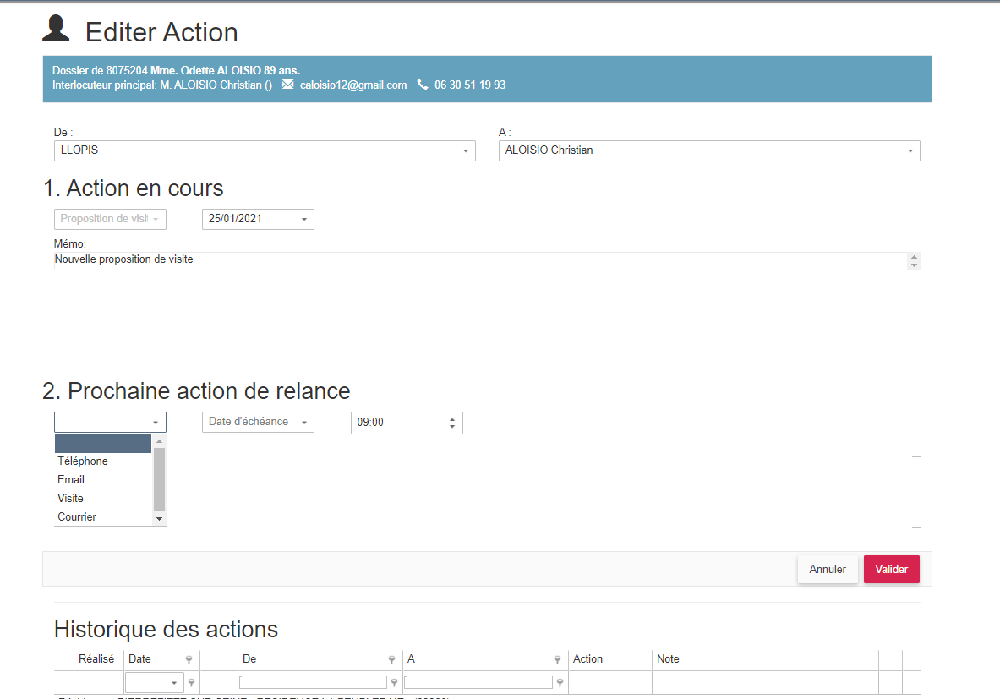 Editer Action
Dossier de 8075204 Mme. Odette ALOISIO 89 ans.
Interlocuteur principal: M. ALOISIO Christian () caloisio12@gmail.com 06 30 51 19 93
De : A :
LLOPIS ALOISIO Christian
1. Action en cours
Proposition de visit 25/01/2021
Mémo:
Nouvelle proposition de visite
2. Prochaine action de relance
Date d'échéance 09:00
Téléphone
Email
Visite
Courrier
Annuler Valider
Historique des actions
Réalisé Date De A Action Note